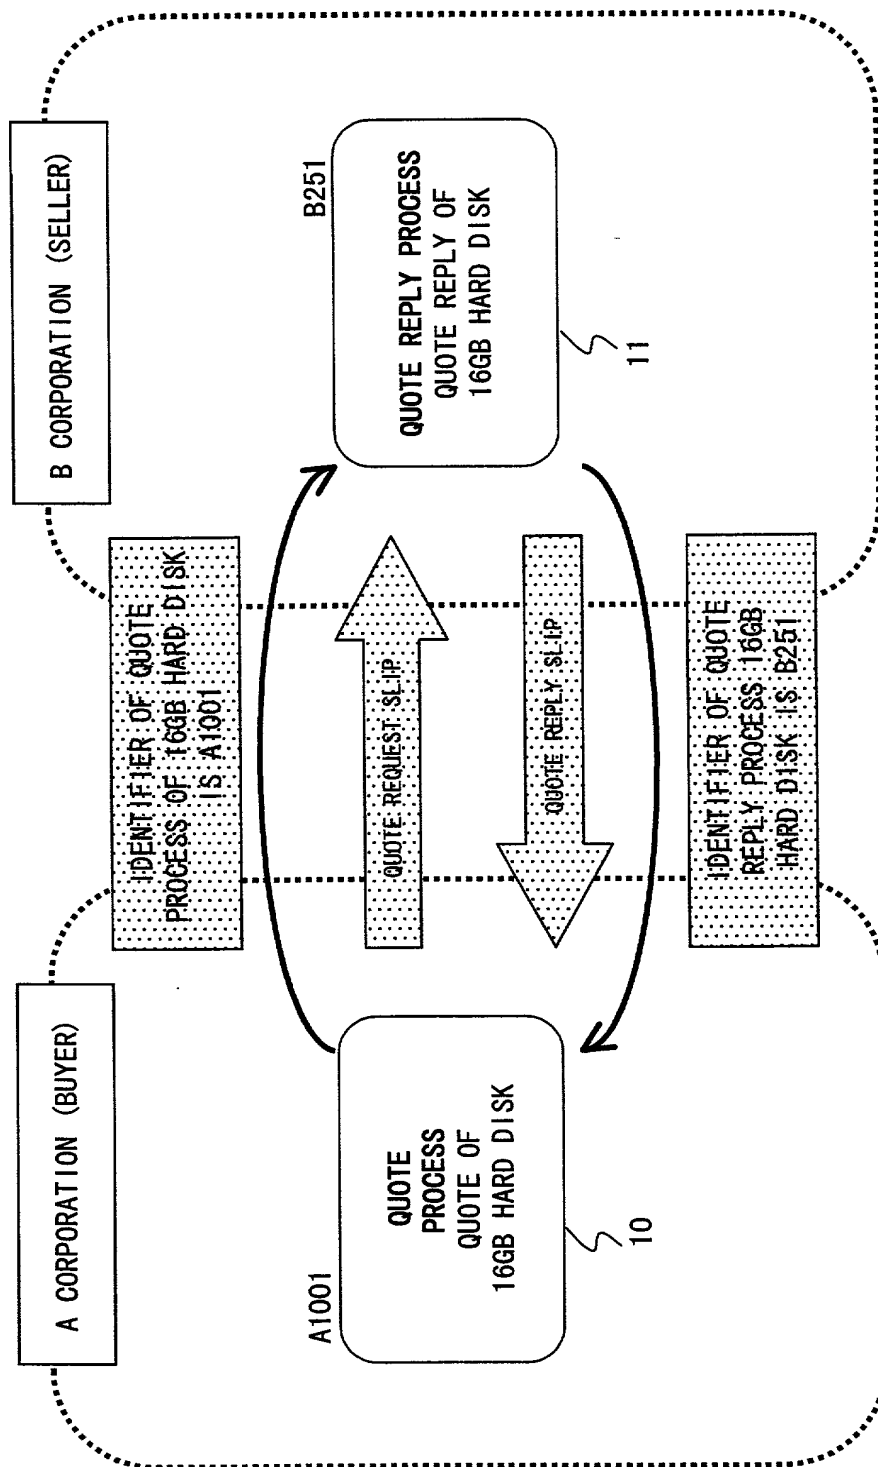 A CORPORATION (BUYER)
B CORPORATION (SELLER)
IDENTIFIER OF QUOTE
PROCESS OF 16GB HARD DISK
IS A1001
A1001
QUOTE
PROCESS
QUOTE OF
16GB HARD DISK
10
QUOTE REQUEST SLIP
QUOTE REPLY SLIP
B251
QUOTE REPLY PROCESS
QUOTE REPLY OF
16GB HARD DISK
11
IDENTIFIER OF QUOTE
REPLY PROCESS 16GB
HARD DISK IS B251